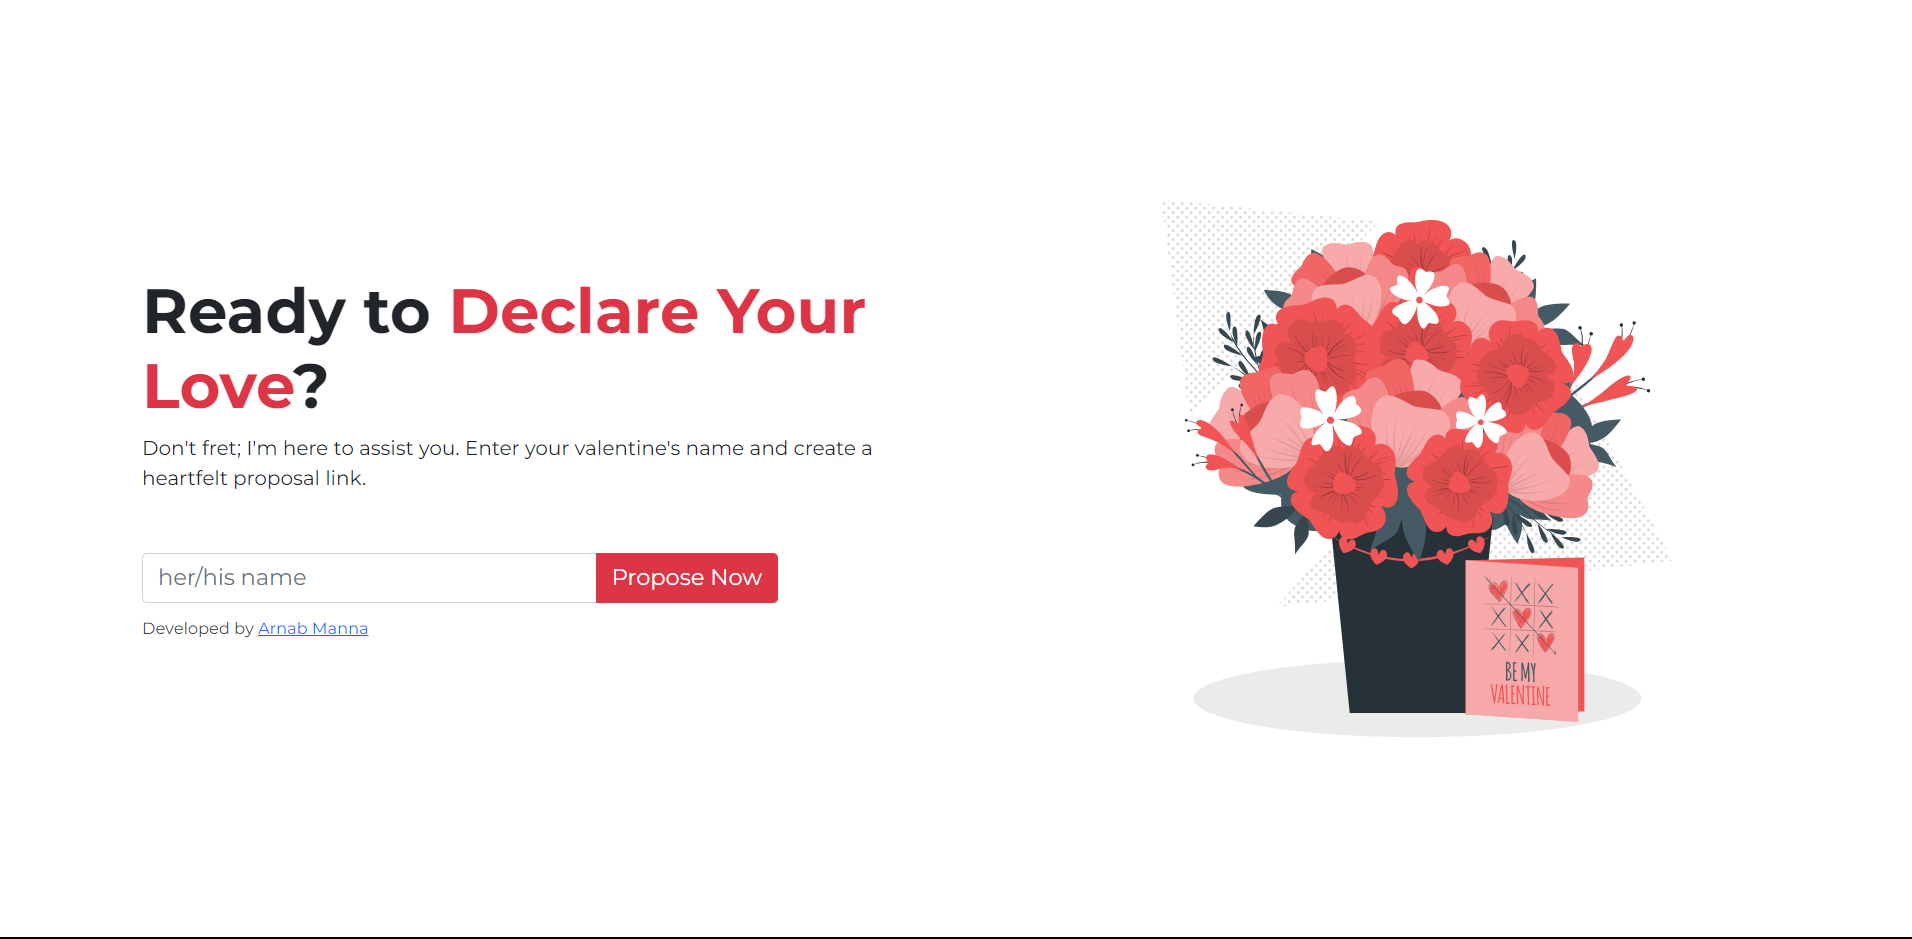 Ready to Declare Your
Love?
Don't fret; I'm here to assist you. Enter your valentine's name and create a
heartfelt proposal link.
her/his name
Propose Now
Developed by Arnab Manna
X X
X X
X X
BE MY
VALENTINE